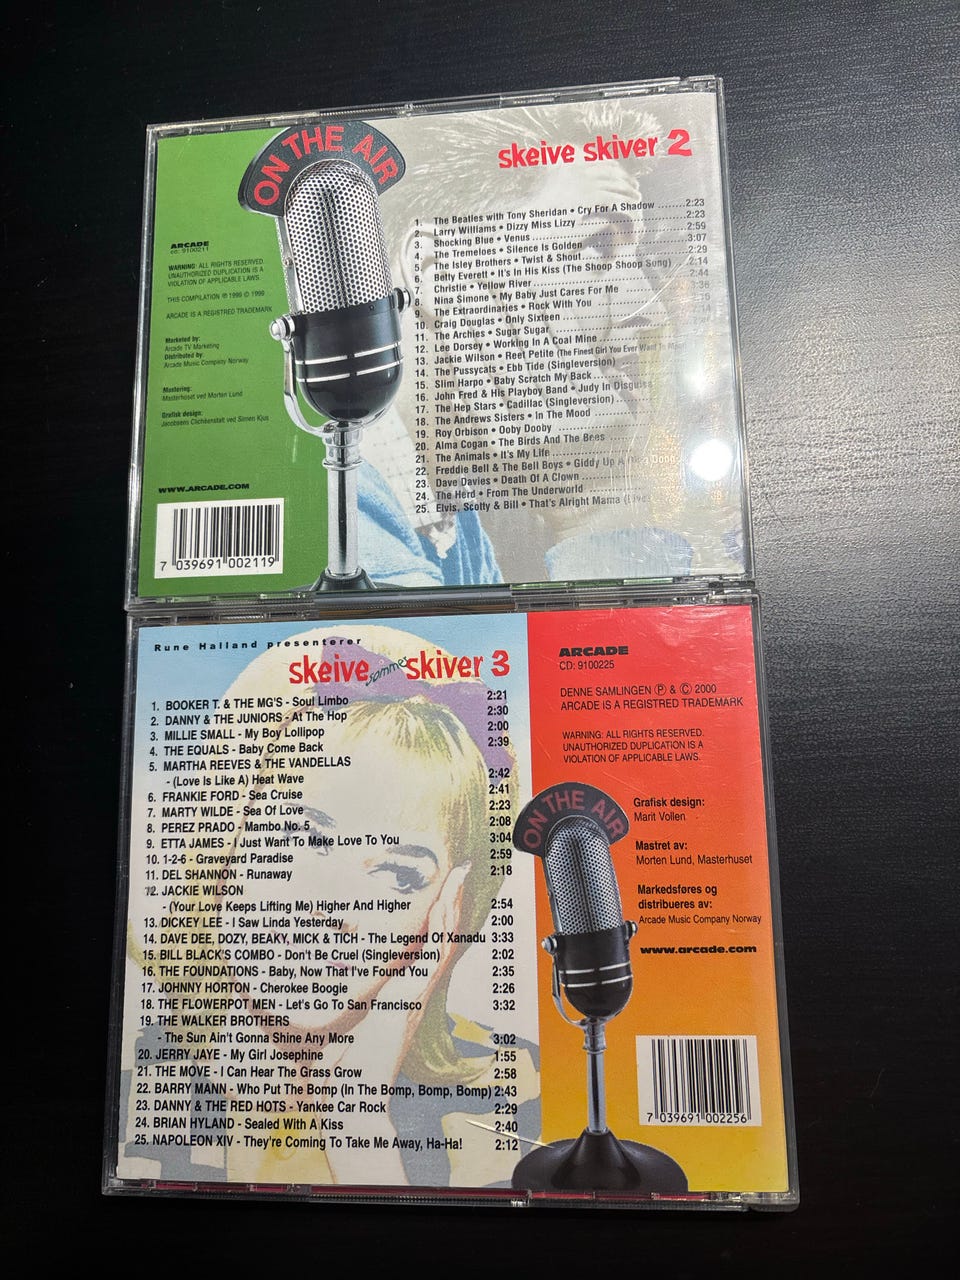 ON THE AIR
skeive skiver 2
ARCADE
cd: 9100211
WARNING: ALL RIGHTS RESERVED.
UNAUTHORIZED DUPLICATION IS A
VIOLATION OF APPLICABLE LAWS.
THIS COMPILATION ℗ 1999 © 1999
ARCADE IS A REGISTRED TRADEMARK
Marketed by:
Arcade TV Marketing
Distributed by:
Arcade Music Company Norway
Mastering:
Masterhuset ved Morten Lund
Grafisk design:
Jacobsens Clichéanstalt ved Simen Kjus
WWW.ARCADE.COM
7 039691 002119
1. The Beatles with Tony Sheridan • Cry For A Shadow 2:23
2. Larry Williams • Dizzy Miss Lizzy 2:23
3. Shocking Blue • Venus 2:59
4. The Tremeloes • Silence Is Golden 3:07
5. The Isley Brothers • Twist & Shout 2:29
6. Betty Everett • It's In His Kiss (The Shoop Shoop Song) 2:14
7. Christie • Yellow River 2:44
8. Nina Simone • My Baby Just Cares For Me 3:36
9. The Extraordinaries • Rock With You
10. Craig Douglas • Only Sixteen
11. The Archies • Sugar Sugar
12. Lee Dorsey • Working In A Coal Mine
13. Jackie Wilson • Reet Petite (The Finest Girl You Ever Want To Meet)
14. The Pussycats • Ebb Tide (Singleversion)
15. Slim Harpo • Baby Scratch My Back
16. John Fred & His Playboy Band • Judy In Disguise
17. The Hep Stars • Cadillac (Singleversion)
18. The Andrews Sisters • In The Mood
19. Roy Orbison • Ooby Dooby
20. Alma Cogan • The Birds And The Bees
21. The Animals • It's My Life
22. Freddie Bell & The Bell Boys • Giddy Up A Ding Dong
23. Dave Davies • Death Of A Clown
24. The Herd • From The Underworld
25. Elvis, Scotty & Bill • That's Alright Mama
Rune Halland presenterer
skeive sommer skiver 3
1. BOOKER T. & THE MG'S - Soul Limbo 2:21
2. DANNY & THE JUNIORS - At The Hop 2:30
3. MILLIE SMALL - My Boy Lollipop 2:00
4. THE EQUALS - Baby Come Back 2:39
5. MARTHA REEVES & THE VANDELLAS
- (Love Is Like A) Heat Wave 2:42
6. FRANKIE FORD - Sea Cruise 2:41
7. MARTY WILDE - Sea Of Love 2:23
8. PEREZ PRADO - Mambo No. 5 2:08
9. ETTA JAMES - I Just Want To Make Love To You 3:04
10. 1-2-6 - Graveyard Paradise 2:59
11. DEL SHANNON - Runaway 2:18
12. JACKIE WILSON
- (Your Love Keeps Lifting Me) Higher And Higher 2:54
13. DICKEY LEE - I Saw Linda Yesterday 2:00
14. DAVE DEE, DOZY, BEAKY, MICK & TICH - The Legend Of Xanadu 3:33
15. BILL BLACK'S COMBO - Don't Be Cruel (Singleversion) 2:02
16. THE FOUNDATIONS - Baby, Now That I've Found You 2:35
17. JOHNNY HORTON - Cherokee Boogie 2:26
18. THE FLOWERPOT MEN - Let's Go To San Francisco 3:32
19. THE WALKER BROTHERS
- The Sun Ain't Gonna Shine Any More 3:02
20. JERRY JAYE - My Girl Josephine 1:55
21. THE MOVE - I Can Hear The Grass Grow 2:58
22. BARRY MANN - Who Put The Bomp (In The Bomp, Bomp, Bomp) 2:43
23. DANNY & THE RED HOTS - Yankee Car Rock 2:29
24. BRIAN HYLAND - Sealed With A Kiss 2:40
25. NAPOLEON XIV - They're Coming To Take Me Away, Ha-Ha! 2:12
ARCADE
CD: 9100225
DENNE SAMLINGEN ℗ & © 2000
ARCADE IS A REGISTRED TRADEMARK
WARNING: ALL RIGHTS RESERVED.
UNAUTHORIZED DUPLICATION IS A
VIOLATION OF APPLICABLE LAWS.
ON THE AIR
Grafisk design:
Marit Vollen
Mastret av:
Morten Lund, Masterhuset
Markedsføres og
distribueres av:
Arcade Music Company Norway
www.arcade.com
7 039691 002256